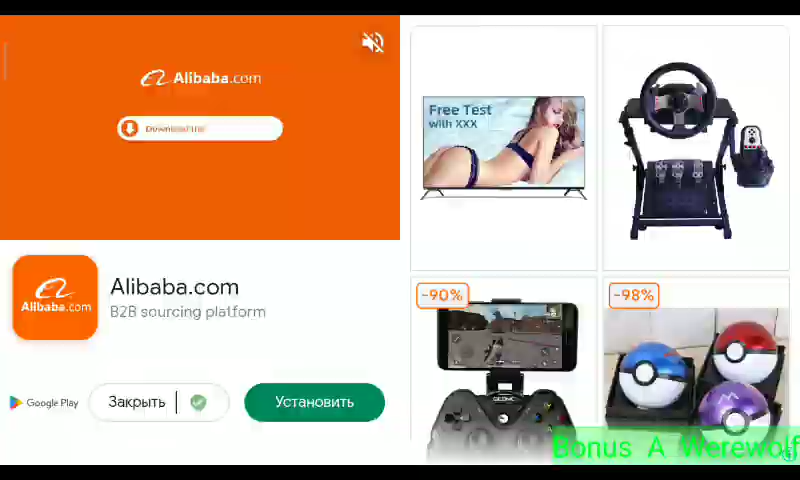 Alibaba.com
Alibaba.com
Alibaba.com
B2B sourcing platform
Google Play
Закрыть
Установить
Free Test
with XXX
-90%
-98%
Bonus A Werewolf